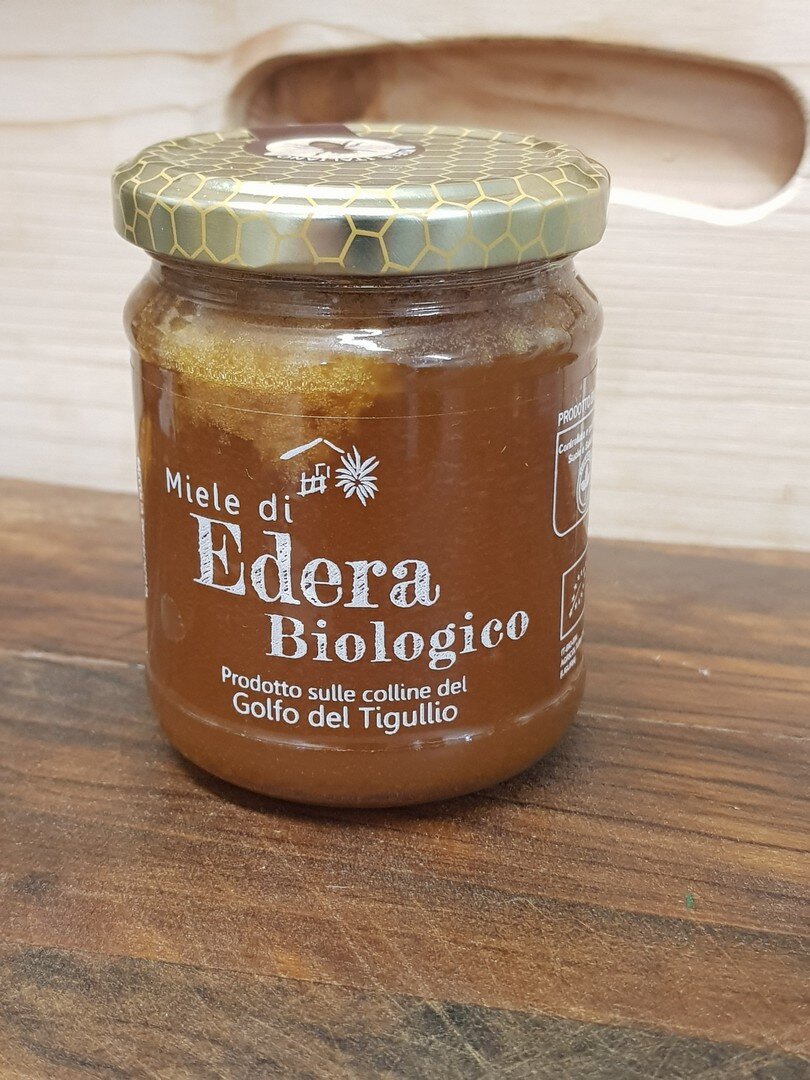 Miele di
Edera
Biologico
Prodotto sulle colline del
Golfo del Tigullio